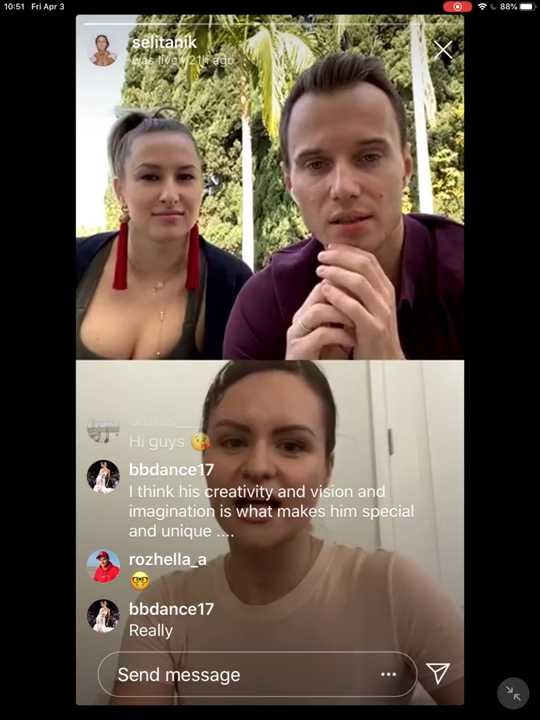 10:51 Fri Apr 3
88%
selitanik
was live · 21h ago
Hi guys 😘
bbdance17
I think his creativity and vision and
imagination is what makes him special
and unique ....
rozhella_a
🤓
bbdance17
Really
Send message